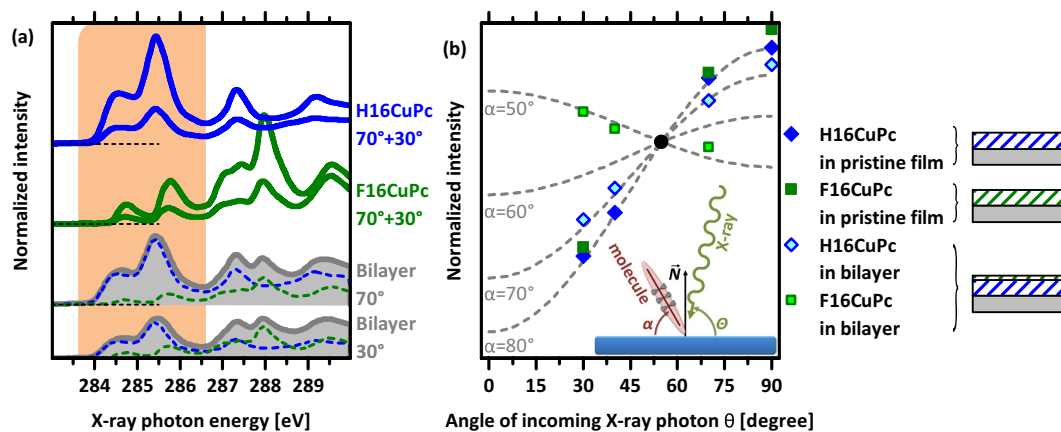 (a)
Normalized intensity
H16CuPc
70°+30°
F16CuPc
70°+30°
Bilayer
70°
Bilayer
30°
284 285 286 287 288 289
X-ray photon energy [eV]
(b)
Normalized intensity
α=50°
α=60°
α=70°
α=80°
molecule
α
N
X-ray
Θ
0 15 30 45 60 75 90
Angle of incoming X-ray photon θ [degree]
H16CuPc
in pristine film
F16CuPc
in pristine film
H16CuPc
in bilayer
F16CuPc
in bilayer